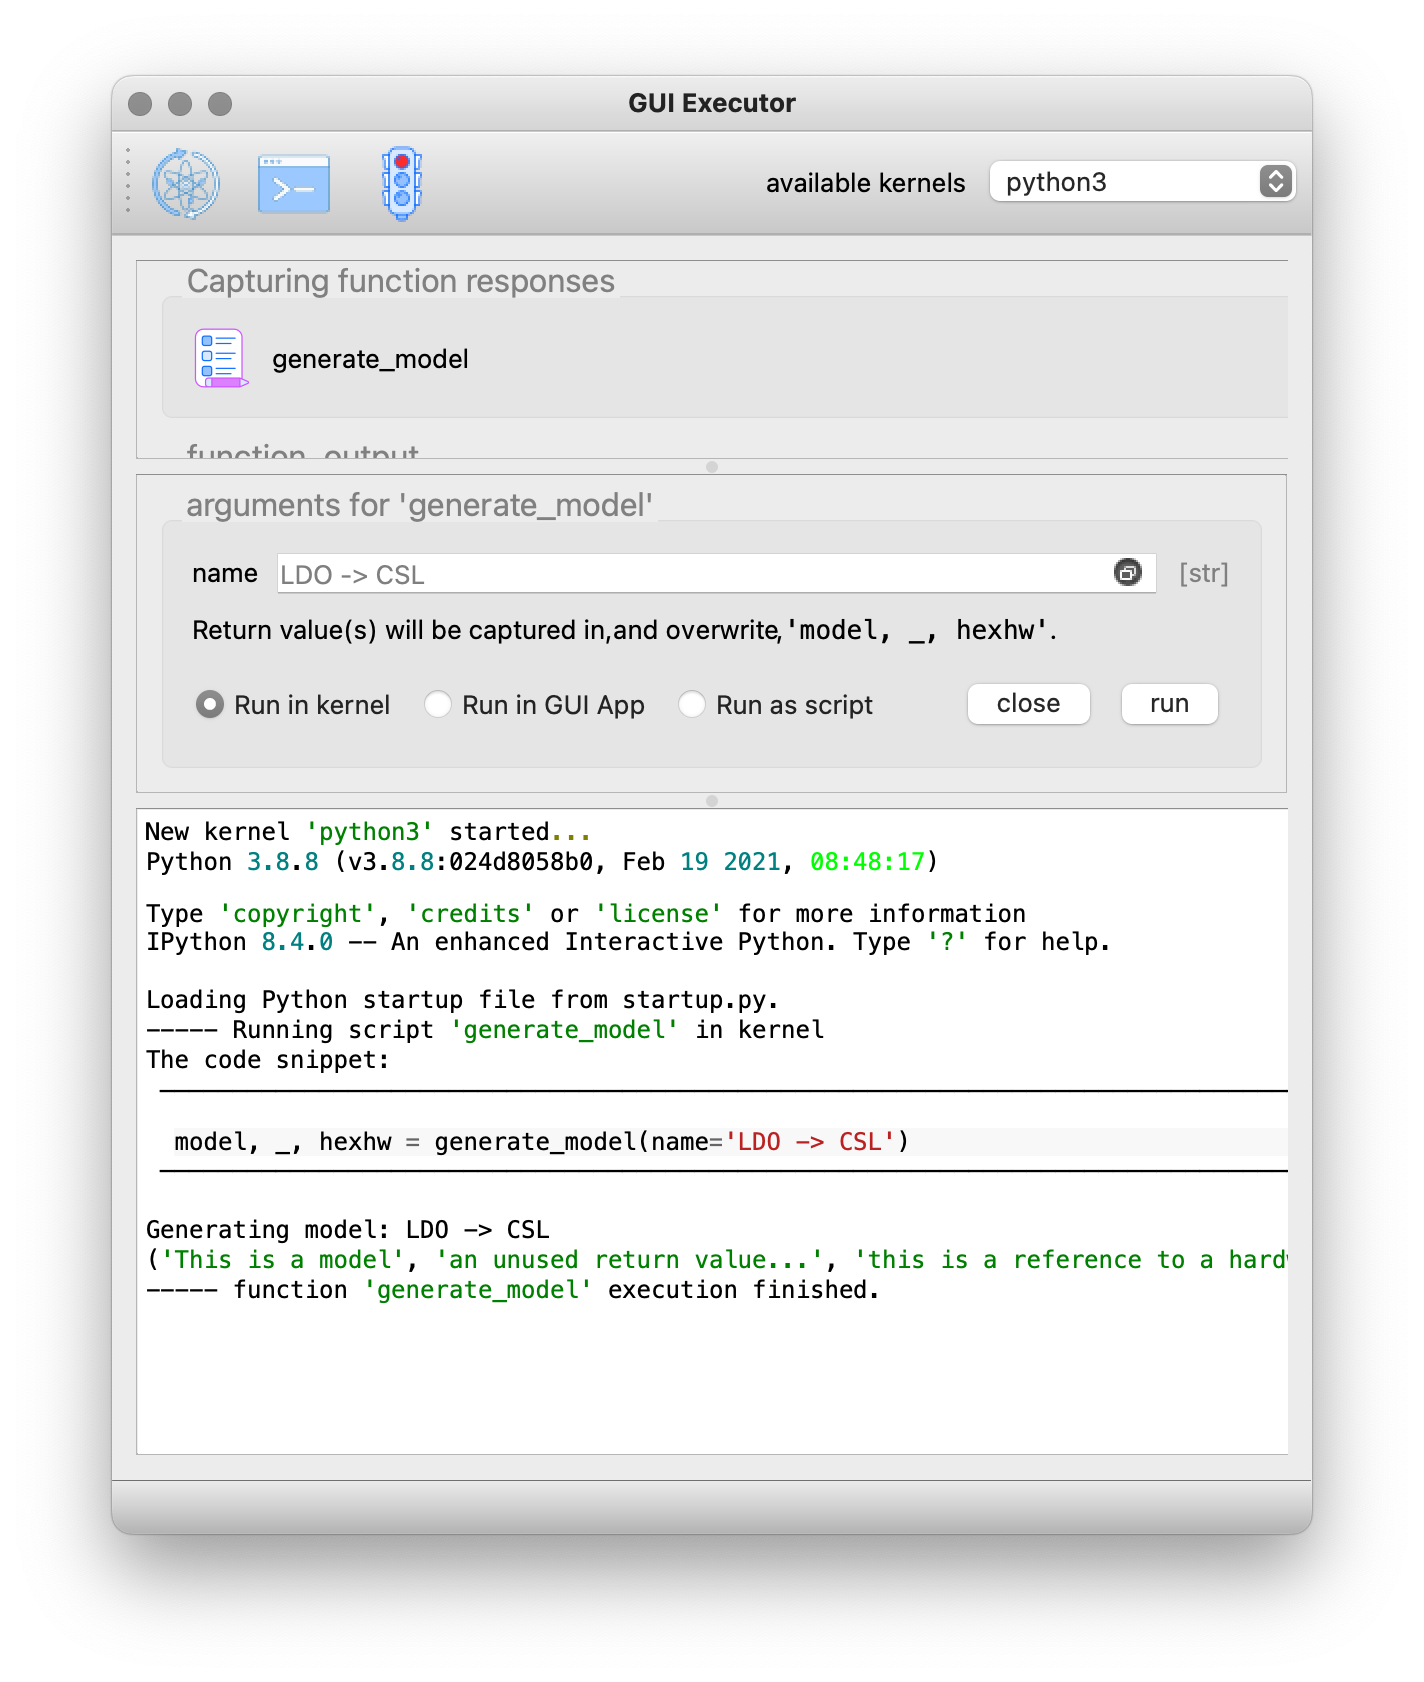 GUI Executor
available kernels python3
Capturing function responses
generate_model
function_output
arguments for 'generate_model'
name LDO -> CSL [str]
Return value(s) will be captured in,and overwrite,'model, _, hexhw'.
Run in kernel Run in GUI App Run as script close run
New kernel 'python3' started...
Python 3.8.8 (v3.8.8:024d8058b0, Feb 19 2021, 08:48:17)
Type 'copyright', 'credits' or 'license' for more information
IPython 8.4.0 -- An enhanced Interactive Python. Type '?' for help.
Loading Python startup file from startup.py.
----- Running script 'generate_model' in kernel
The code snippet:
model, _, hexhw = generate_model(name='LDO -> CSL')
Generating model: LDO -> CSL
('This is a model', 'an unused return value...', 'this is a reference to a hard
----- function 'generate_model' execution finished.